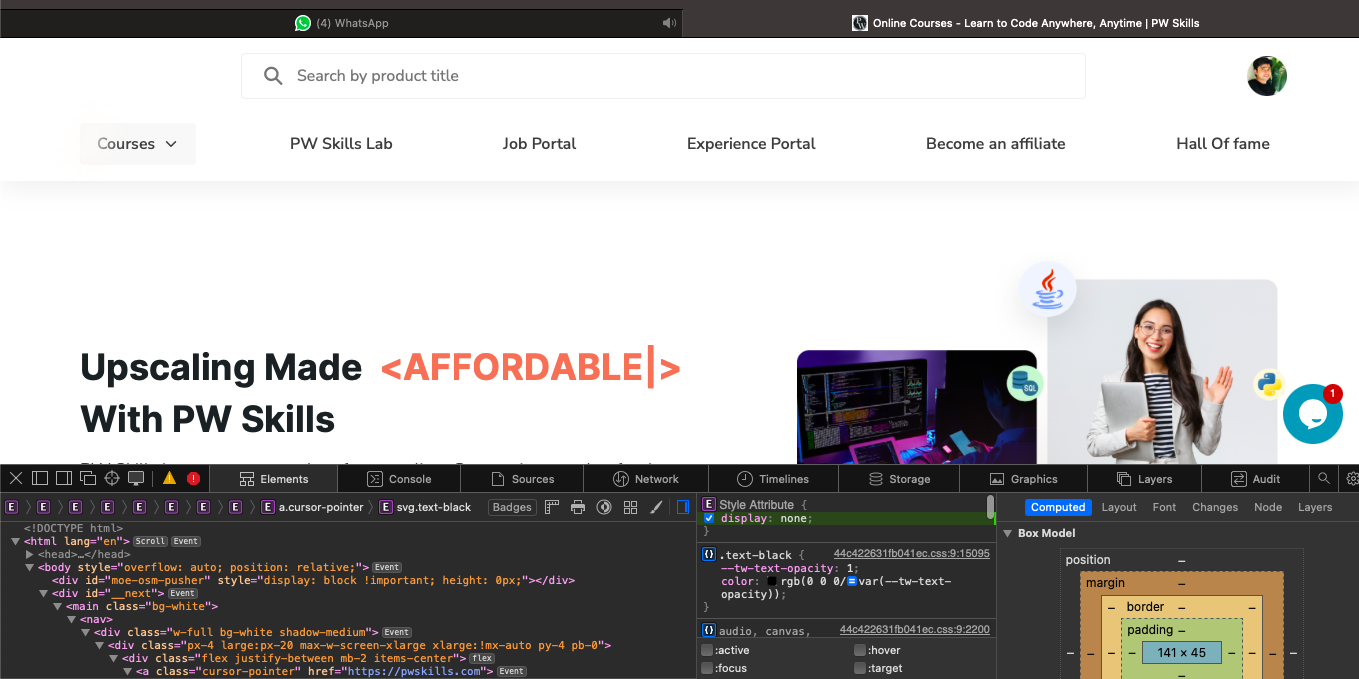 (4) WhatsApp
Online Courses - Learn to Code Anywhere, Anytime | PW Skills
Search by product title
Courses PW Skills Lab Job Portal Experience Portal Become an affiliate Hall Of fame
Upscaling Made <AFFORDABLE|>
With PW Skills
SQL
1
Elements Console Sources Network Timelines Storage Graphics Layers Audit
E E E E E E E E E a.cursor-pointer E svg.text-black Badges
<!DOCTYPE html>
<html lang="en"> Scroll Event
<head>…</head>
<body style="overflow: auto; position: relative;"> Event
<div id="moe-osm-pusher" style="display: block !important; height: 0px;"></div>
<div id="__next"> Event
<main class="bg-white">
<nav>
<div class="w-full bg-white shadow-medium"> Event
<div class="px-4 large:px-20 max-w-screen-xlarge xlarge:!mx-auto py-4 pb-0">
<div class="flex justify-between mb-2 items-center"> flex
<a class="cursor-pointer" href="https://pwskills.com"> Event
E Style Attribute {
display: none;
}
.text-black { 44c422631fb041ec.css:9:15095
--tw-text-opacity: 1;
color: rgb(0 0 0/ var(--tw-text-
opacity));
}
audio, canvas, 44c422631fb041ec.css:9:2200
:active :hover
:focus :target
Computed Layout Font Changes Node Layers
Box Model
position –
margin –
– border – –
– padding – –
– – – 141 × 45 – – –
–